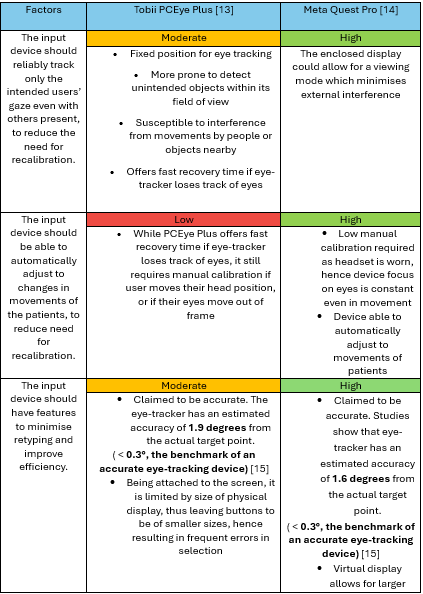 Factors
Tobii PCEye Plus [13]
Meta Quest Pro [14]
The input
device should
reliably track
only the
intended users’
gaze even with
others present,
to reduce the
need for
recalibration.
Moderate
• Fixed position for eye tracking
• More prone to detect
unintended objects within its
field of view
• Susceptible to interference
from movements by people or
objects nearby
• Offers fast recovery time if eye-
tracker loses track of eyes
High
The enclosed display
could allow for a viewing
mode which minimises
external interference
The input
device should
be able to
automatically
adjust to
changes in
movements of
the patients, to
reduce need
for
recalibration.
Low
• While PCEye Plus offers fast
recovery time if eye-tracker
loses track of eyes, it still
requires manual calibration if
user moves their head position,
or if their eyes move out of
frame
High
• Low manual
calibration required
as headset is worn,
hence device focus
on eyes is constant
even in movement
• Device able to
automatically
adjust to
movements of
patients
The input
device should
have features
to minimise
retyping and
improve
efficiency.
Moderate
• Claimed to be accurate. The
eye-tracker has an estimated
accuracy of 1.9 degrees from
the actual target point.
( < 0.3°, the benchmark of an
accurate eye-tracking device) [15]
• Being attached to the screen, it
is limited by size of physical
display, thus leaving buttons to
be of smaller sizes, hence
resulting in frequent errors in
selection
High
• Claimed to be
accurate. Studies
show that eye-
tracker has an
estimated accuracy
of 1.6 degrees from
the actual target
point.
( < 0.3°, the benchmark of
an accurate eye-tracking
device) [15]
• Virtual display
allows for larger